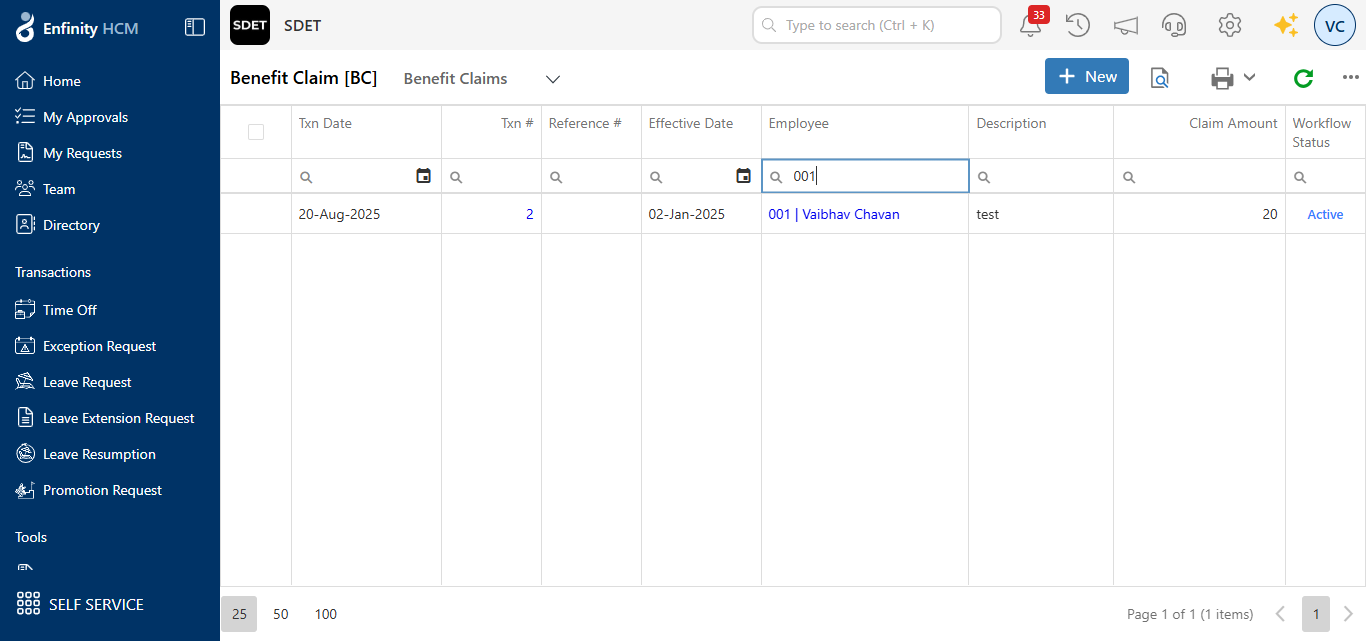 Enfinity HCM
Home
My Approvals
My Requests
Team
Directory
Transactions
Time Off
Exception Request
Leave Request
Leave Extension Request
Leave Resumption
Promotion Request
Tools
SELF SERVICE
SDET SDET
Type to search (Ctrl + K)
33
VC
Benefit Claim [BC] Benefit Claims
New
Txn Date Txn # Reference # Effective Date Employee Description Claim Amount Workflow Status
001
20-Aug-2025 2 02-Jan-2025 001 | Vaibhav Chavan test 20 Active
25 50 100
Page 1 of 1 (1 items) 1